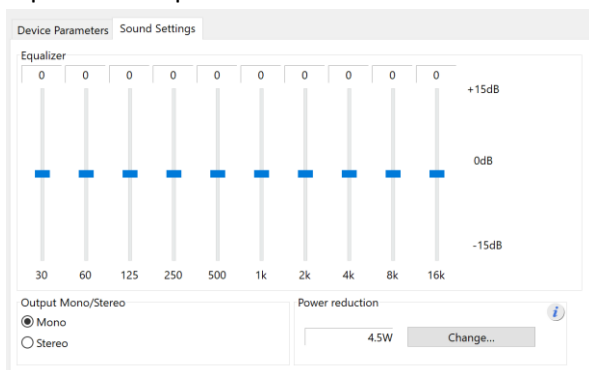 Device Parameters Sound Settings
Equalizer
0 0 0 0 0 0 0 0 0 0
+15dB
0dB
-15dB
30 60 125 250 500 1k 2k 4k 8k 16k
Output Mono/Stereo Power reduction
i
Mono
4.5W Change...
Stereo